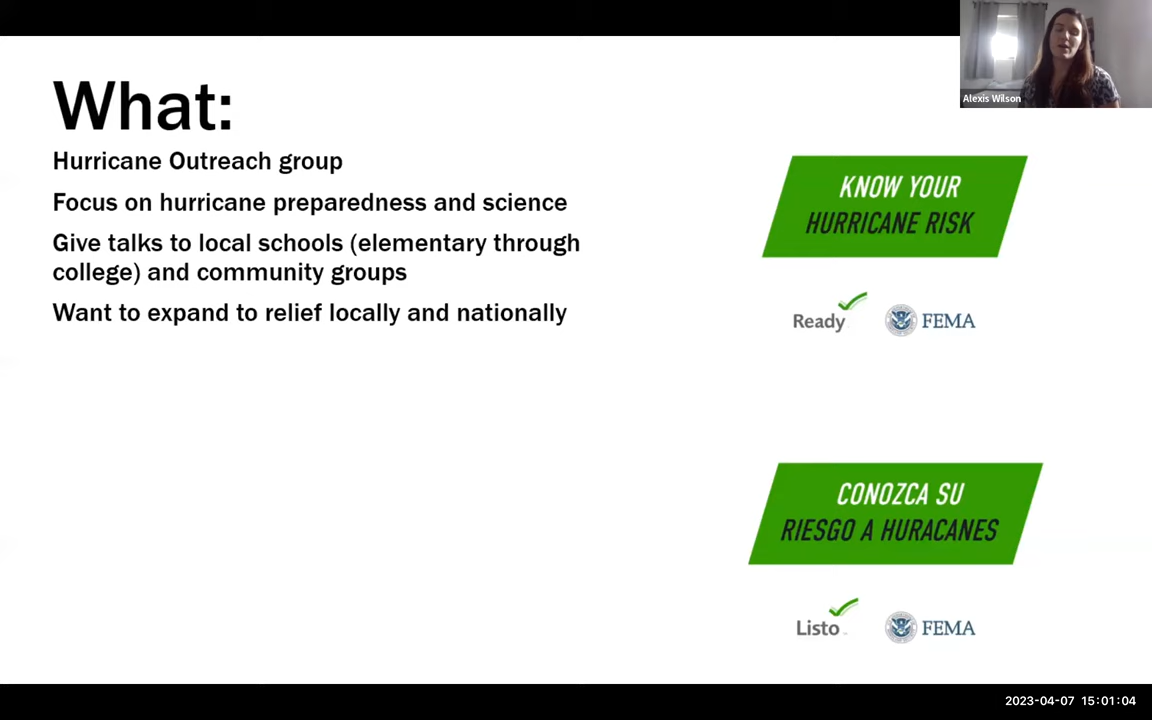 What:
Hurricane Outreach group
Focus on hurricane preparedness and science
Give talks to local schools (elementary through
college) and community groups
Want to expand to relief locally and nationally
Alexis Wilson
KNOW YOUR
HURRICANE RISK
Ready
FEMA
CONOZCA SU
RIESGO A HURACANES
Listo
FEMA
2023-04-07 15:01:04